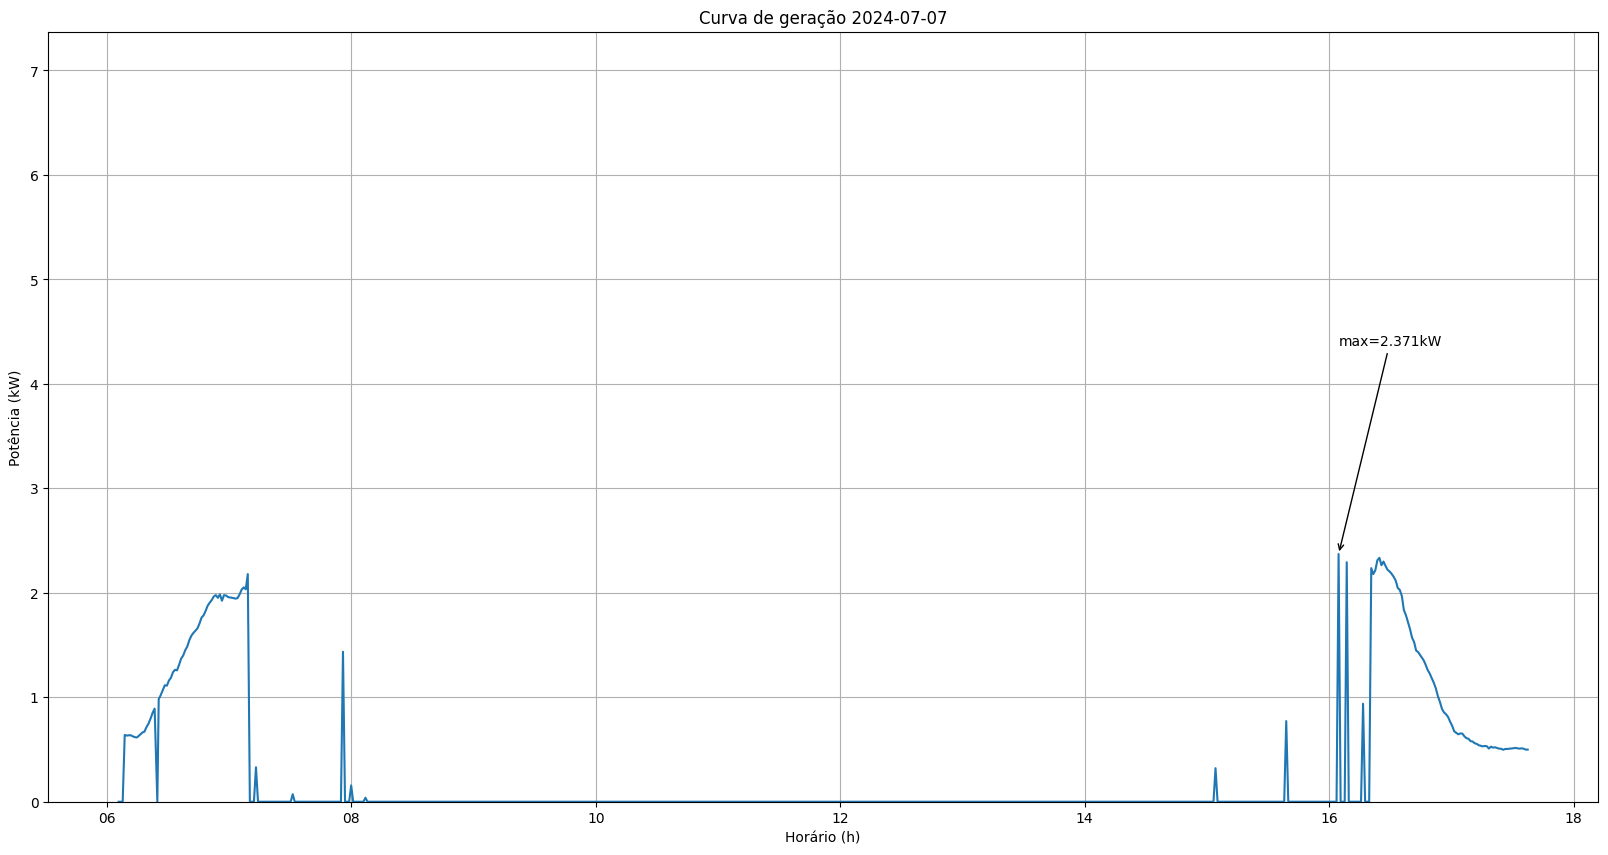 Curva de geração 2024-07-07
7
6
5
4
3
2
1
0
Potência (kW)
max=2.371kW
06 08 10 12 14 16 18
Horário (h)